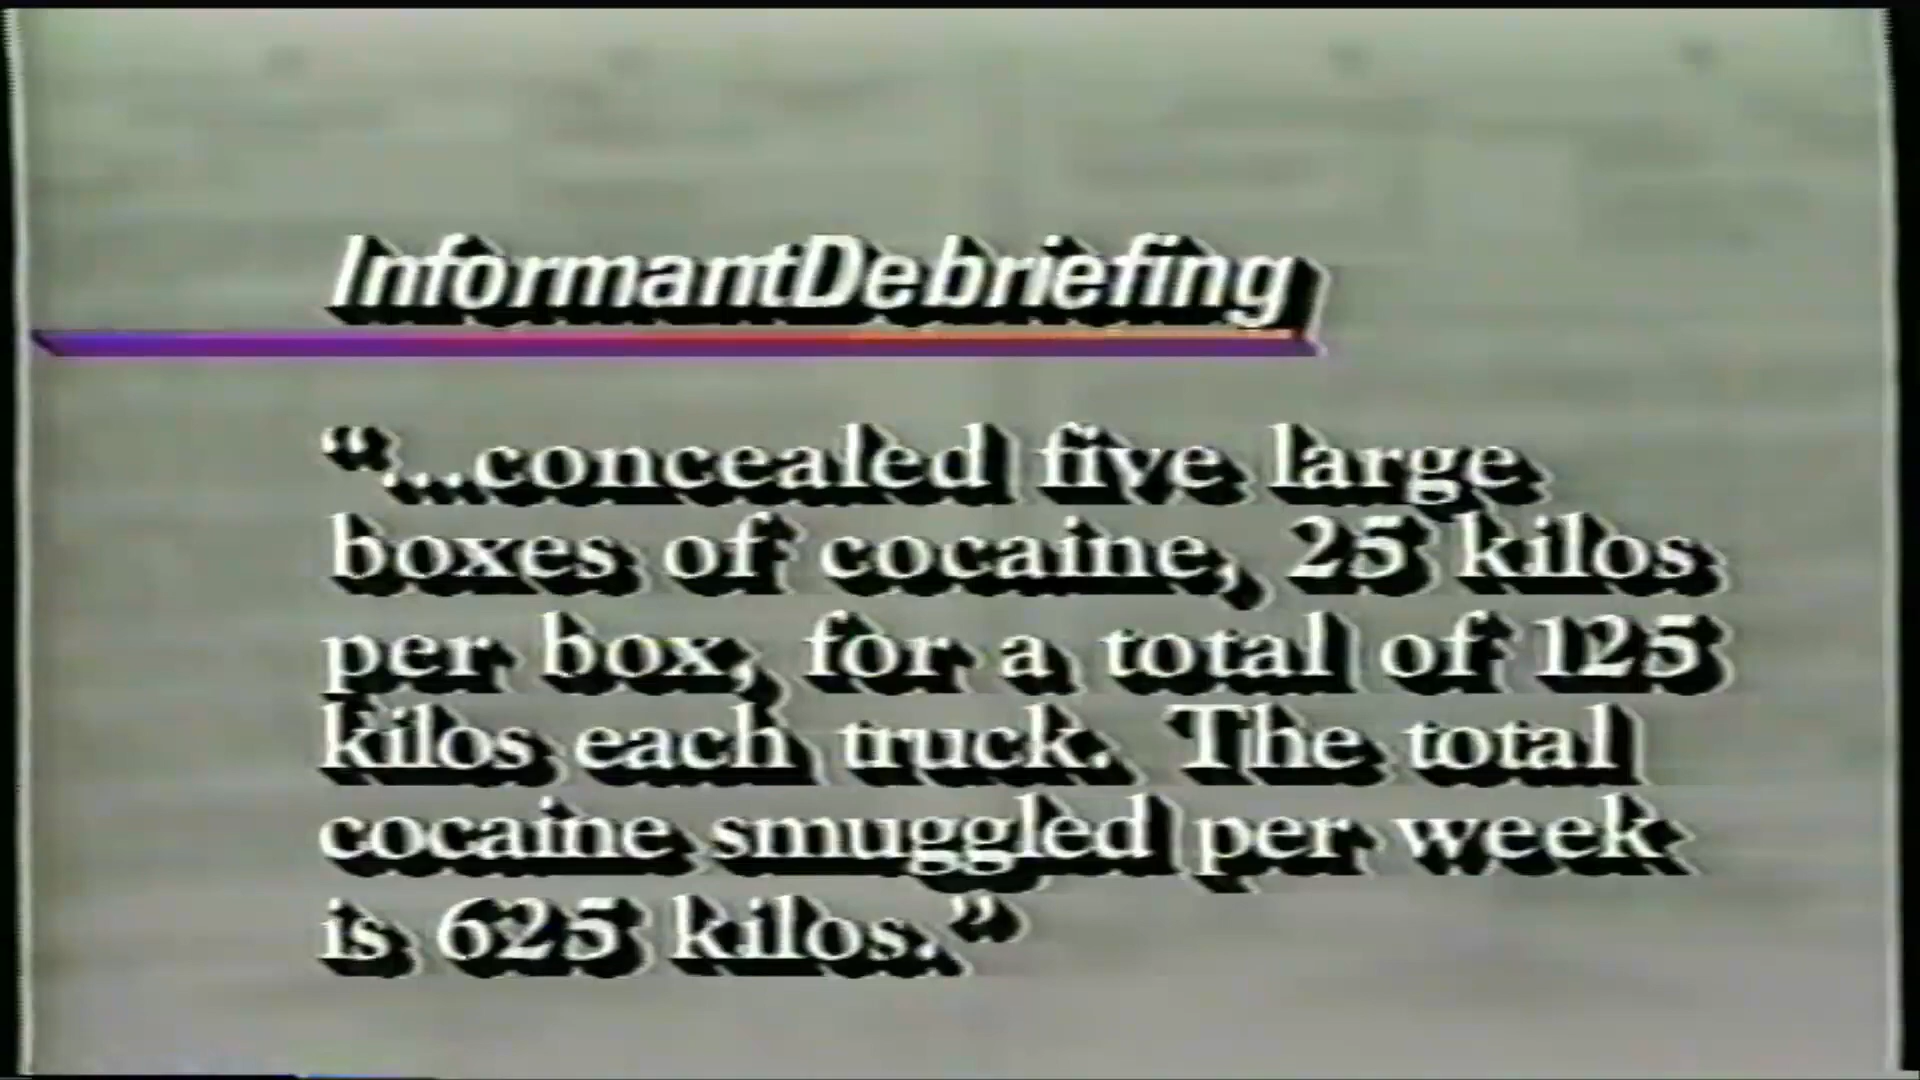 InformantDebriefing
“...concealed five large
boxes of cocaine, 25 kilos
per box, for a total of 125
kilos each truck. The total
cocaine smuggled per week
is 625 kilos.”